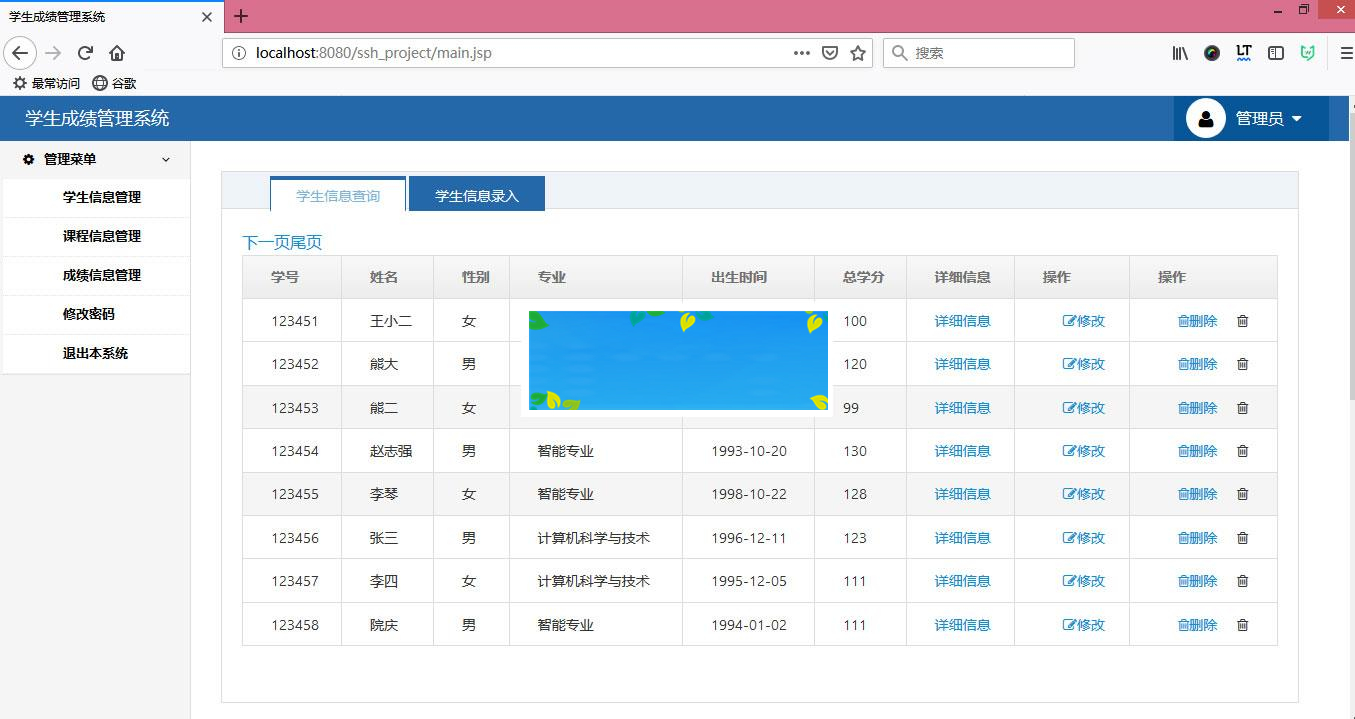 学生成绩管理系统
localhost:8080/ssh_project/main.jsp
搜索
LT
最常访问 谷歌
学生成绩管理系统
管理员
管理菜单
学生信息管理
课程信息管理
成绩信息管理
修改密码
退出本系统
学生信息查询 学生信息录入
下一页尾页
学号 姓名 性别 专业 出生时间 总学分 详细信息 操作 操作
123451 王小二 女 100 详细信息 修改 删除
123452 熊大 男 120 详细信息 修改 删除
123453 熊二 女 99 详细信息 修改 删除
123454 赵志强 男 智能专业 1993-10-20 130 详细信息 修改 删除
123455 李琴 女 智能专业 1998-10-22 128 详细信息 修改 删除
123456 张三 男 计算机科学与技术 1996-12-11 123 详细信息 修改 删除
123457 李四 女 计算机科学与技术 1995-12-05 111 详细信息 修改 删除
123458 院庆 男 智能专业 1994-01-02 111 详细信息 修改 删除